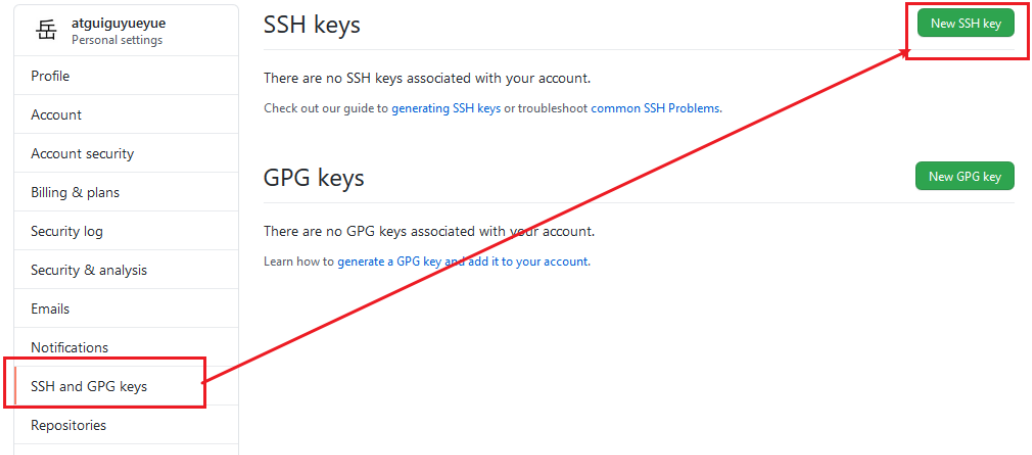 岳
atguiguyueyue
Personal settings
Profile
Account
Account security
Billing & plans
Security log
Security & analysis
Emails
Notifications
SSH and GPG keys
Repositories
SSH keys
New SSH key
There are no SSH keys associated with your account.
Check out our guide to generating SSH keys or troubleshoot common SSH Problems.
GPG keys
New GPG key
There are no GPG keys associated with your account.
Learn how to generate a GPG key and add it to your account.